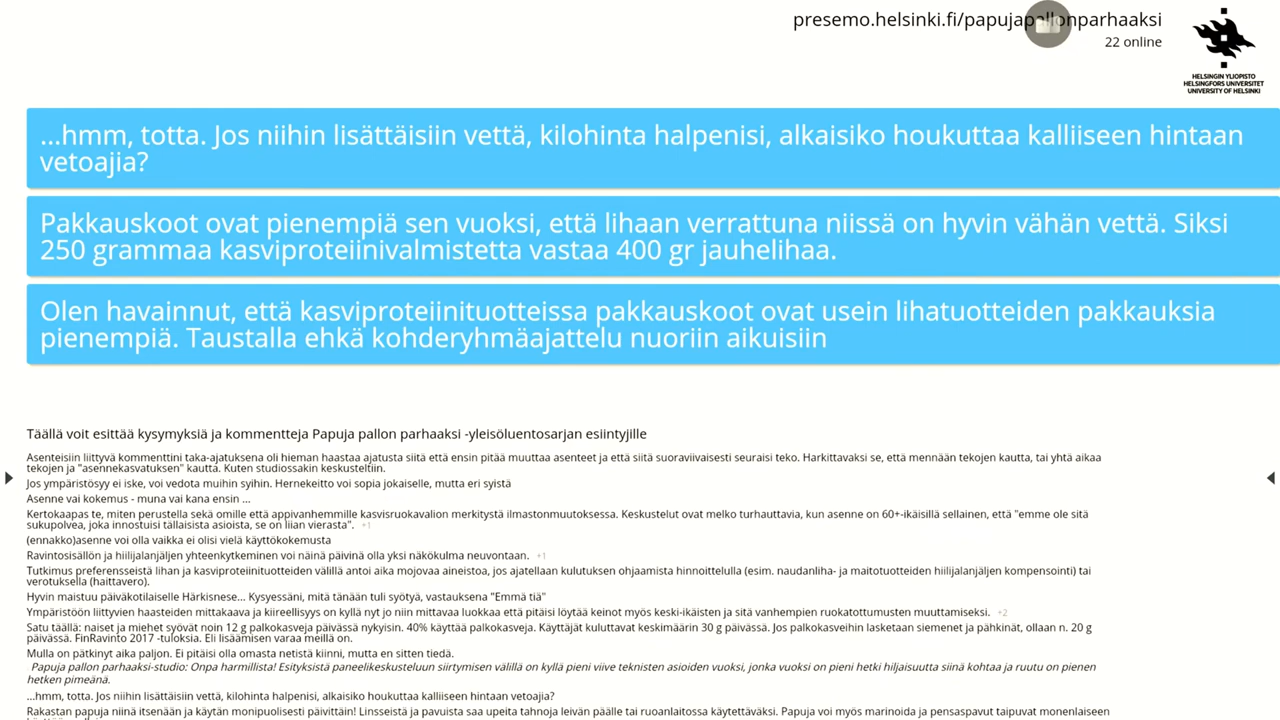 presemo.helsinki.fi/papujapallonparhaaksi
22 online
HELSINGIN YLIOPISTO
HELSINGFORS UNIVERSITET
UNIVERSITY OF HELSINKI
...hmm, totta. Jos niihin lisättäisiin vettä, kilohinta halpenisi, alkaisiko houkuttaa kalliiseen hintaan
vetoajia?
Pakkauskoot ovat pienempiä sen vuoksi, että lihaan verrattuna niissä on hyvin vähän vettä. Siksi
250 grammaa kasviproteiinivalmistetta vastaa 400 gr jauhelihaa.
Olen havainnut, että kasviproteiinituotteissa pakkauskoot ovat usein lihatuotteiden pakkauksia
pienempiä. Taustalla ehkä kohderyhmäajattelu nuoriin aikuisiin
Täällä voit esittää kysymyksiä ja kommentteja Papuja pallon parhaaksi -yleisöluentosarjan esiintyjille
Asenteisiin liittyvä kommenttini taka-ajatuksena oli hieman haastaa ajatusta siitä että ensin pitää muuttaa asenteet ja että siitä suoraviivaisesti seuraisi teko. Harkittavaksi se, että mennään tekojen kautta, tai yhtä aikaa
tekojen ja "asennekasvatuksen" kautta. Kuten studiossakin keskusteltiin.
Jos ympäristösyy ei iske, voi vedota muihin syihin. Hernekeitto voi sopia jokaiselle, mutta eri syistä
Asenne vai kokemus - muna vai kana ensin ...
Kertokaapas te, miten perustella sekä omille että appivanhemmille kasvisruokavalion merkitystä ilmastonmuutoksessa. Keskustelut ovat melko turhauttavia, kun asenne on 60+-ikäisillä sellainen, että "emme ole sitä
sukupolvea, joka innostuisi tällaisista asioista, se on liian vierasta". +1
(ennakko)asenne voi olla vaikka ei olisi vielä käyttökokemusta
Ravintosisällön ja hiilijalanjäljen yhteenkytkeminen voi näinä päivinä olla yksi näkökulma neuvontaan. +1
Tutkimus preferensseistä lihan ja kasviproteiinituotteiden välillä antoi aika mojovaa aineistoa, jos ajatellaan kulutuksen ohjaamista hinnoittelulla (esim. naudanliha- ja maitotuotteiden hiilijalanjäljen kompensointi) tai
verotuksella (haittavero).
Hyvin maistuu päiväkotilaiselle Härkisnese... Kysyessäni, mitä tänään tuli syötyä, vastauksena "Emmä tiä"
Ympäristöön liittyvien haasteiden mittakaava ja kiireellisyys on kyllä nyt jo niin mittavaa luokkaa että pitäisi löytää keinot myös keski-ikäisten ja sitä vanhempien ruokatottumusten muuttamiseksi. +2
Satu täällä: naiset ja miehet syövät noin 12 g palkokasveja päivässä nykyisin. 40% käyttää palkokasveja. Käyttäjät kuluttavat keskimäärin 30 g päivässä. Jos palkokasveihin lasketaan siemenet ja pähkinät, ollaan n. 20 g
päivässä. FinRavinto 2017 -tuloksia. Eli lisäämisen varaa meillä on.
Mulla on pätkinyt aika paljon. Ei pitäisi olla omasta netistä kiinni, mutta en sitten tiedä.
Papuja pallon parhaaksi-studio: Onpa harmillista! Esityksistä paneelikeskusteluun siirtymisen välillä on kyllä pieni viive teknisten asioiden vuoksi, jonka vuoksi on pieni hetki hiljaisuutta siinä kohtaa ja ruutu on pienen
hetken pimeänä.
...hmm, totta. Jos niihin lisättäisiin vettä, kilohinta halpenisi, alkaisiko houkuttaa kalliiseen hintaan vetoajia?
Rakastan papuja niinä itsenään ja käytän monipuolisesti päivittäin! Linsseistä ja pavuista saa upeita tahnoja leivän päälle tai ruoanlaitossa käytettäväksi. Papuja voi myös marinoida ja pensaspavut taipuvat monenlaiseen